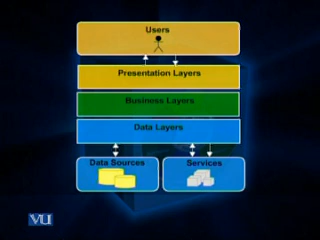 Users
Presentation Layers
Business Layers
Data Layers
Data Sources
Services
VU